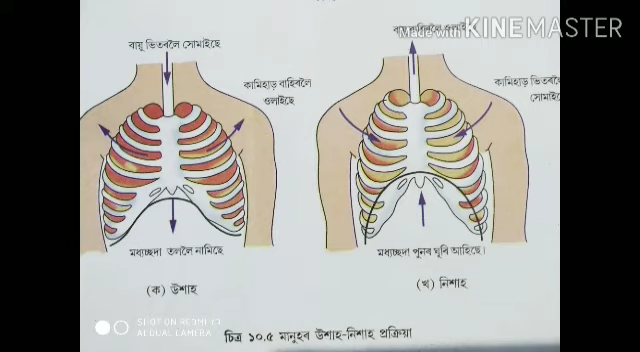 বায়ু ভিতৰলৈ সোমাইছে
কামিহাড় বাহিৰলৈ
ওলাইছে
মধ্যচ্ছদা তললৈ নামিছে
(ক) উশাহ
Made with KINEMASTER
কামিহাড় ভিতৰলৈ
মধ্যচ্ছদা পুনৰ ঘূৰি আহিছে।
(খ) নিশাহ
SHOT ON REDMI Y3
AI DUAL CAMERA
চিত্ৰ ১০.৫ মানুহৰ উশাহ-নিশাহ প্ৰক্ৰিয়া